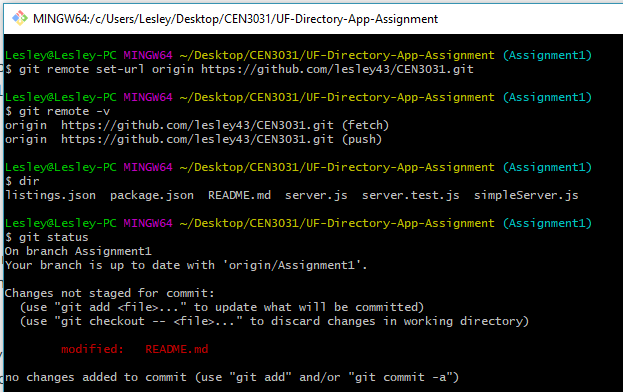 MINGW64:/c/Users/Lesley/Desktop/CEN3031/UF-Directory-App-Assignment
Lesley@Lesley-PC MINGW64 ~/Desktop/CEN3031/UF-Directory-App-Assignment (Assignment1)
$ git remote set-url origin https://github.com/lesley43/CEN3031.git
Lesley@Lesley-PC MINGW64 ~/Desktop/CEN3031/UF-Directory-App-Assignment (Assignment1)
$ git remote -v
origin  https://github.com/lesley43/CEN3031.git (fetch)
origin  https://github.com/lesley43/CEN3031.git (push)
Lesley@Lesley-PC MINGW64 ~/Desktop/CEN3031/UF-Directory-App-Assignment (Assignment1)
$ dir
listings.json  package.json  README.md  server.js  server.test.js  simpleServer.js
Lesley@Lesley-PC MINGW64 ~/Desktop/CEN3031/UF-Directory-App-Assignment (Assignment1)
$ git status
On branch Assignment1
Your branch is up to date with 'origin/Assignment1'.
Changes not staged for commit:
  (use "git add <file>..." to update what will be committed)
  (use "git checkout -- <file>..." to discard changes in working directory)
        modified:   README.md
no changes added to commit (use "git add" and/or "git commit -a")